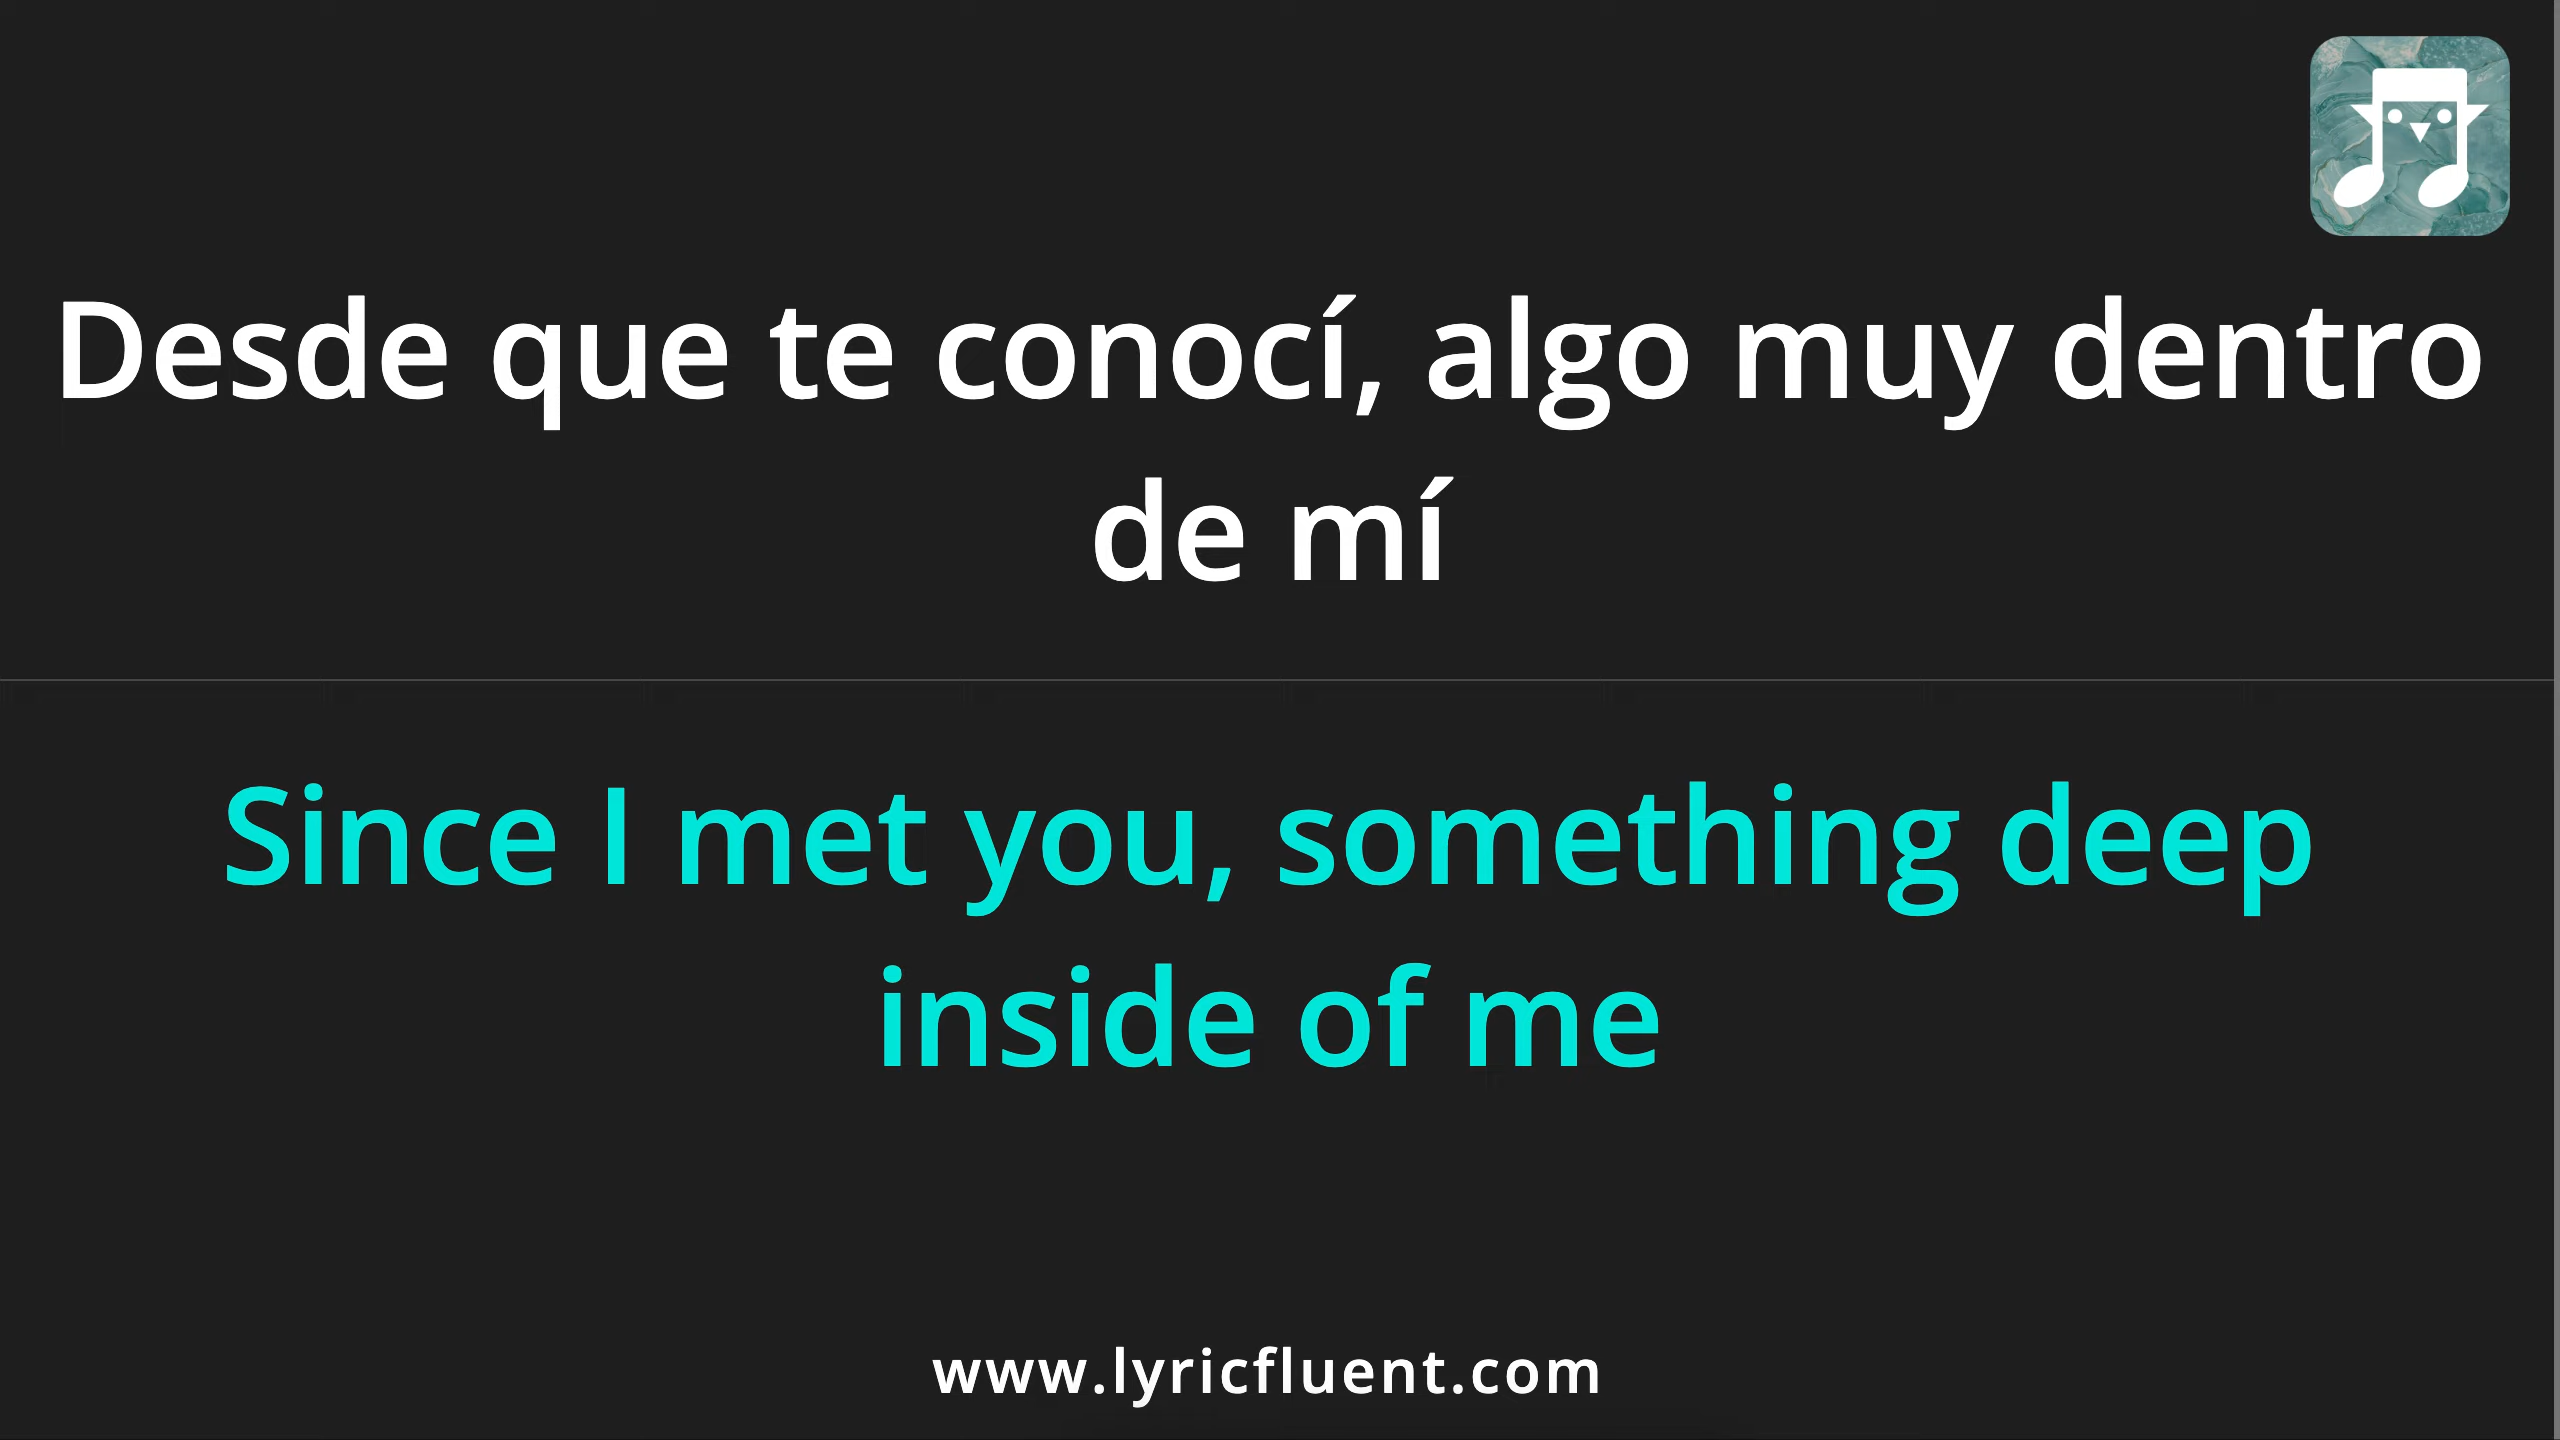 Desde que te conocí, algo muy dentro
de mí
Since I met you, something deep
inside of me
www.lyricfluent.com